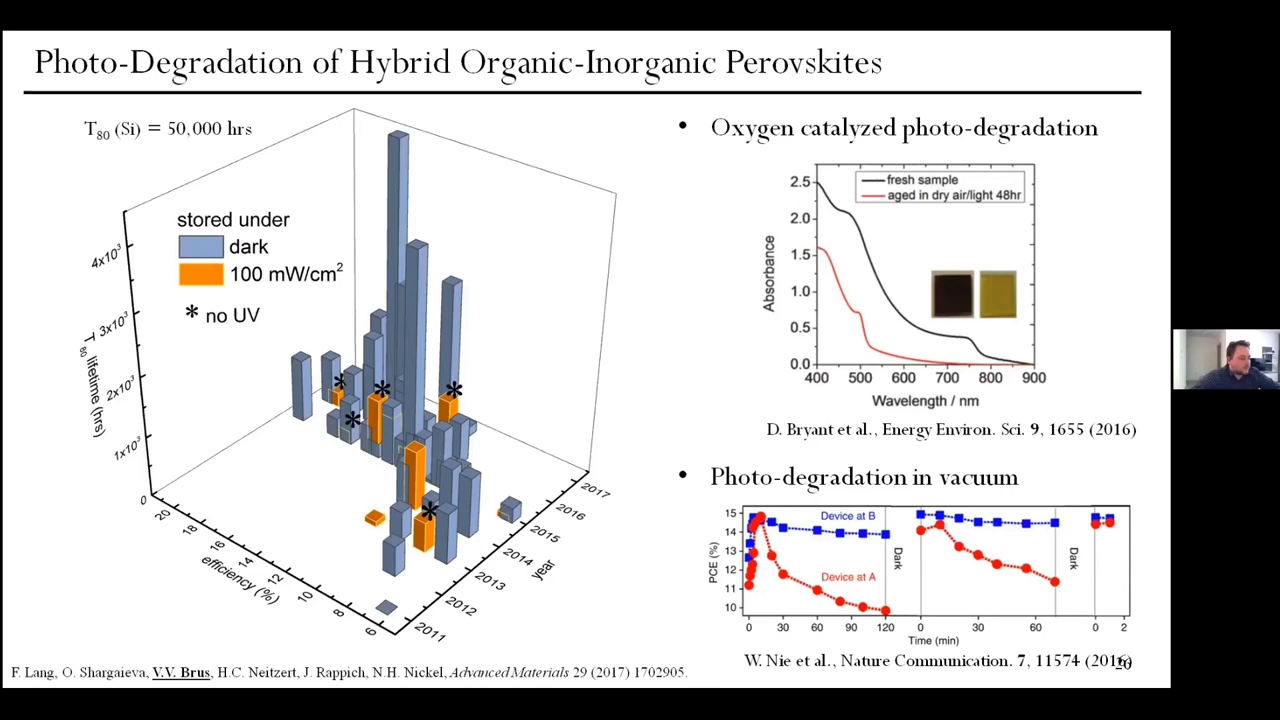 Photo-Degradation of Hybrid Organic-Inorganic Perovskites
T80 (Si) = 50,000 hrs
stored under
dark
100 mW/cm²
* no UV
4x10³
3x10³
2x10³
1x10³
0
T80 lifetime (hrs)
20
18
16
14
12
10
8
6
efficiency (%)
2011
2012
2013
2014
2015
2016
2017
year
F. Lang, O. Shargaieva, V.V. Brus, H.C. Neitzert, J. Rappich, N.H. Nickel, Advanced Materials 29 (2017) 1702905.
• Oxygen catalyzed photo-degradation
fresh sample
aged in dry air/light 48hr
2.5
2.0
1.5
1.0
0.5
0.0
Absorbance
400 500 600 700 800 900
Wavelength / nm
D. Bryant et al., Energy Environ. Sci. 9, 1655 (2016)
• Photo-degradation in vacuum
15
14
13
12
11
10
PCE (%)
Device at B
Device at A
Dark
Dark
0 30 60 90 120 0 30 60 0 2
Time (min)
W. Nie et al., Nature Communication. 7, 11574 (2016)
20